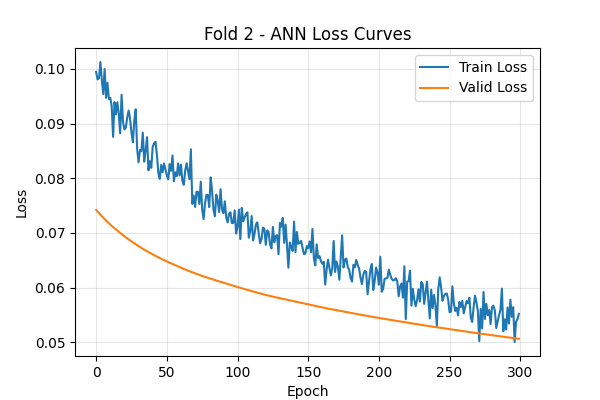 Fold 2 - ANN Loss Curves
Train Loss
Valid Loss
0.10
0.09
0.08
0.07
0.06
0.05
Loss
0 50 100 150 200 250 300
Epoch